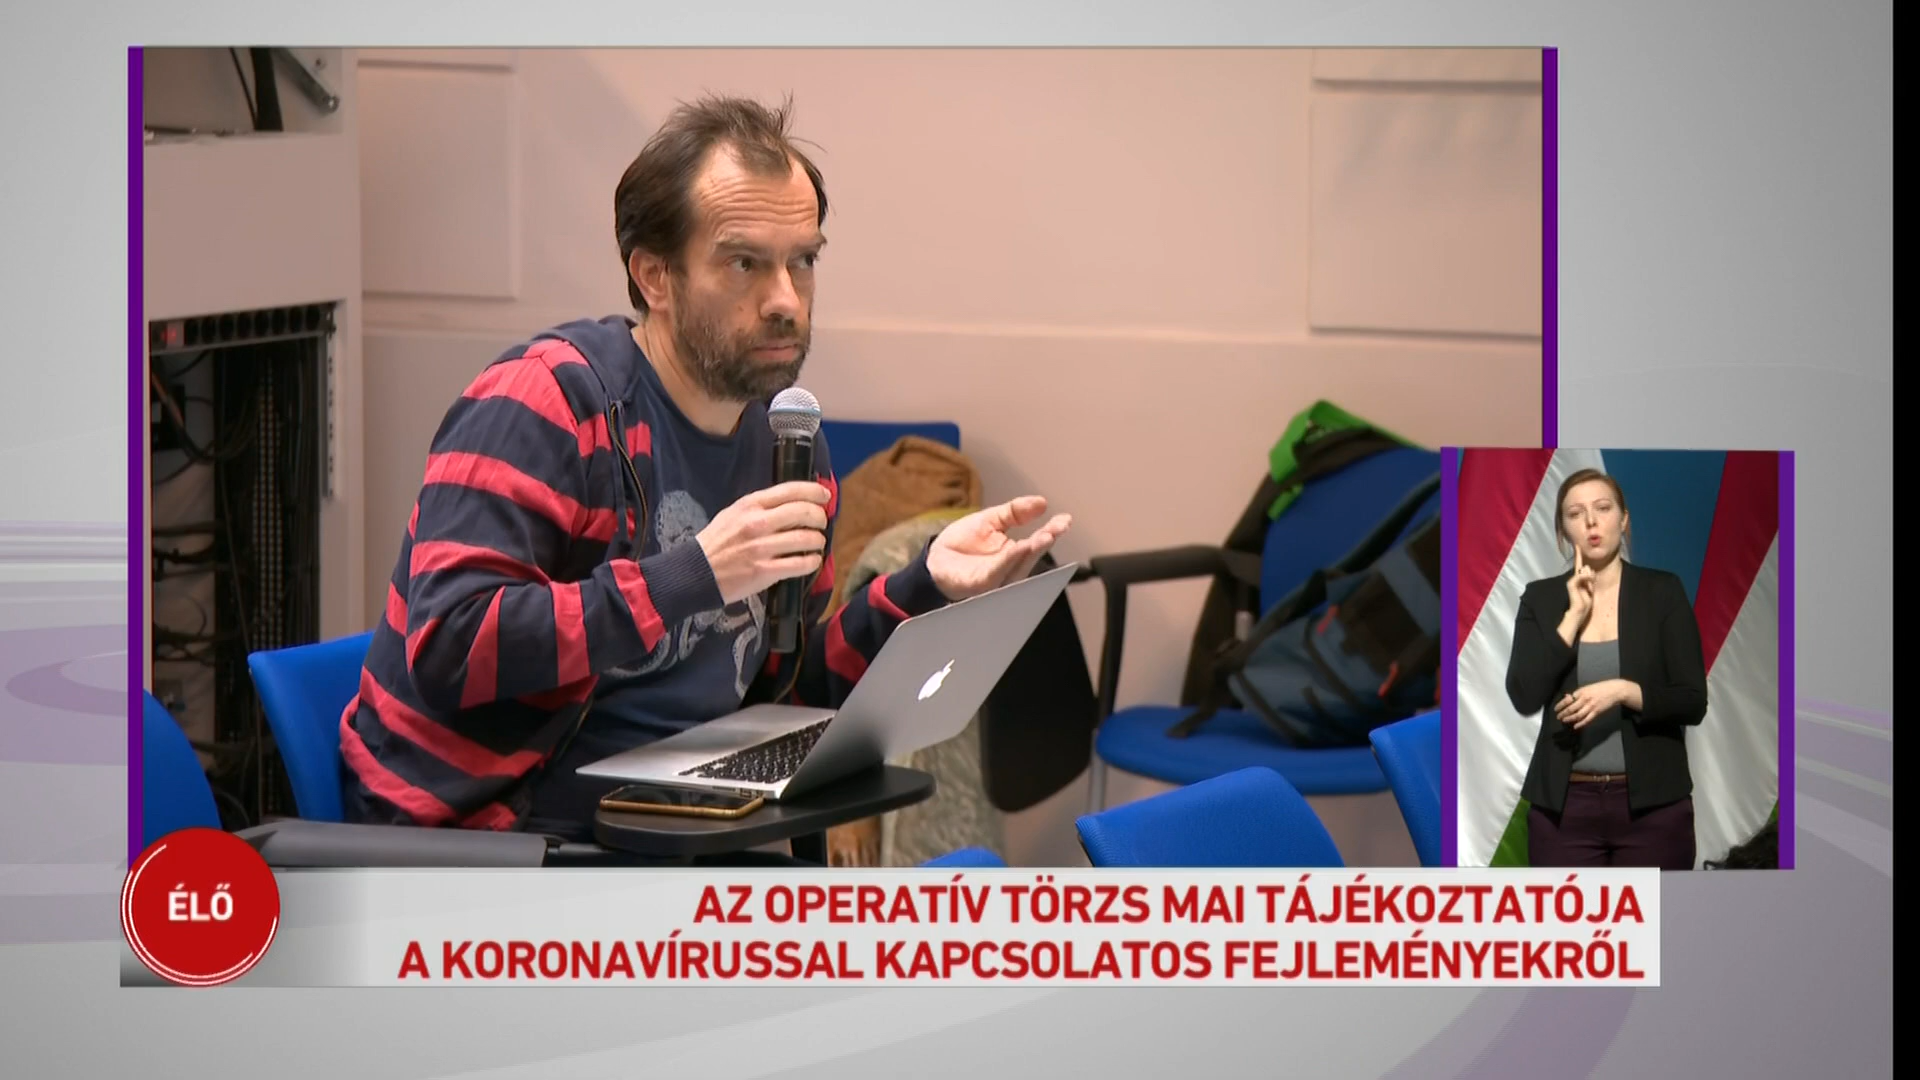 ÉLŐ
AZ OPERATÍV TÖRZS MAI TÁJÉKOZTATÓJA
A KORONAVÍRUSSAL KAPCSOLATOS FEJLEMÉNYEKRŐL